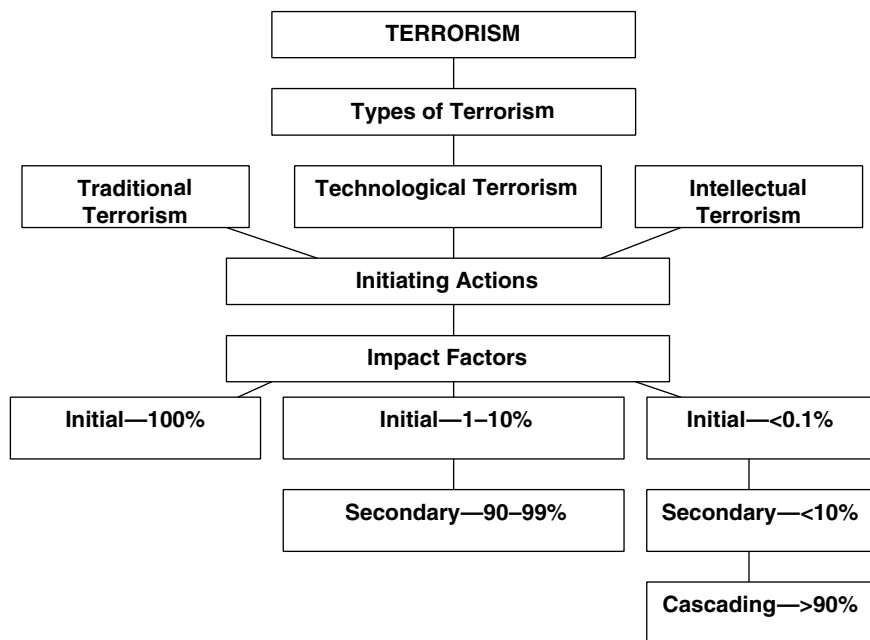 TERRORISM
Types of Terrorism
Traditional
Terrorism
Technological Terrorism
Intellectual
Terrorism
Initiating Actions
Impact Factors
Initial—100%
Initial—1–10%
Initial—<0.1%
Secondary—90–99%
Secondary—<10%
Cascading—>90%